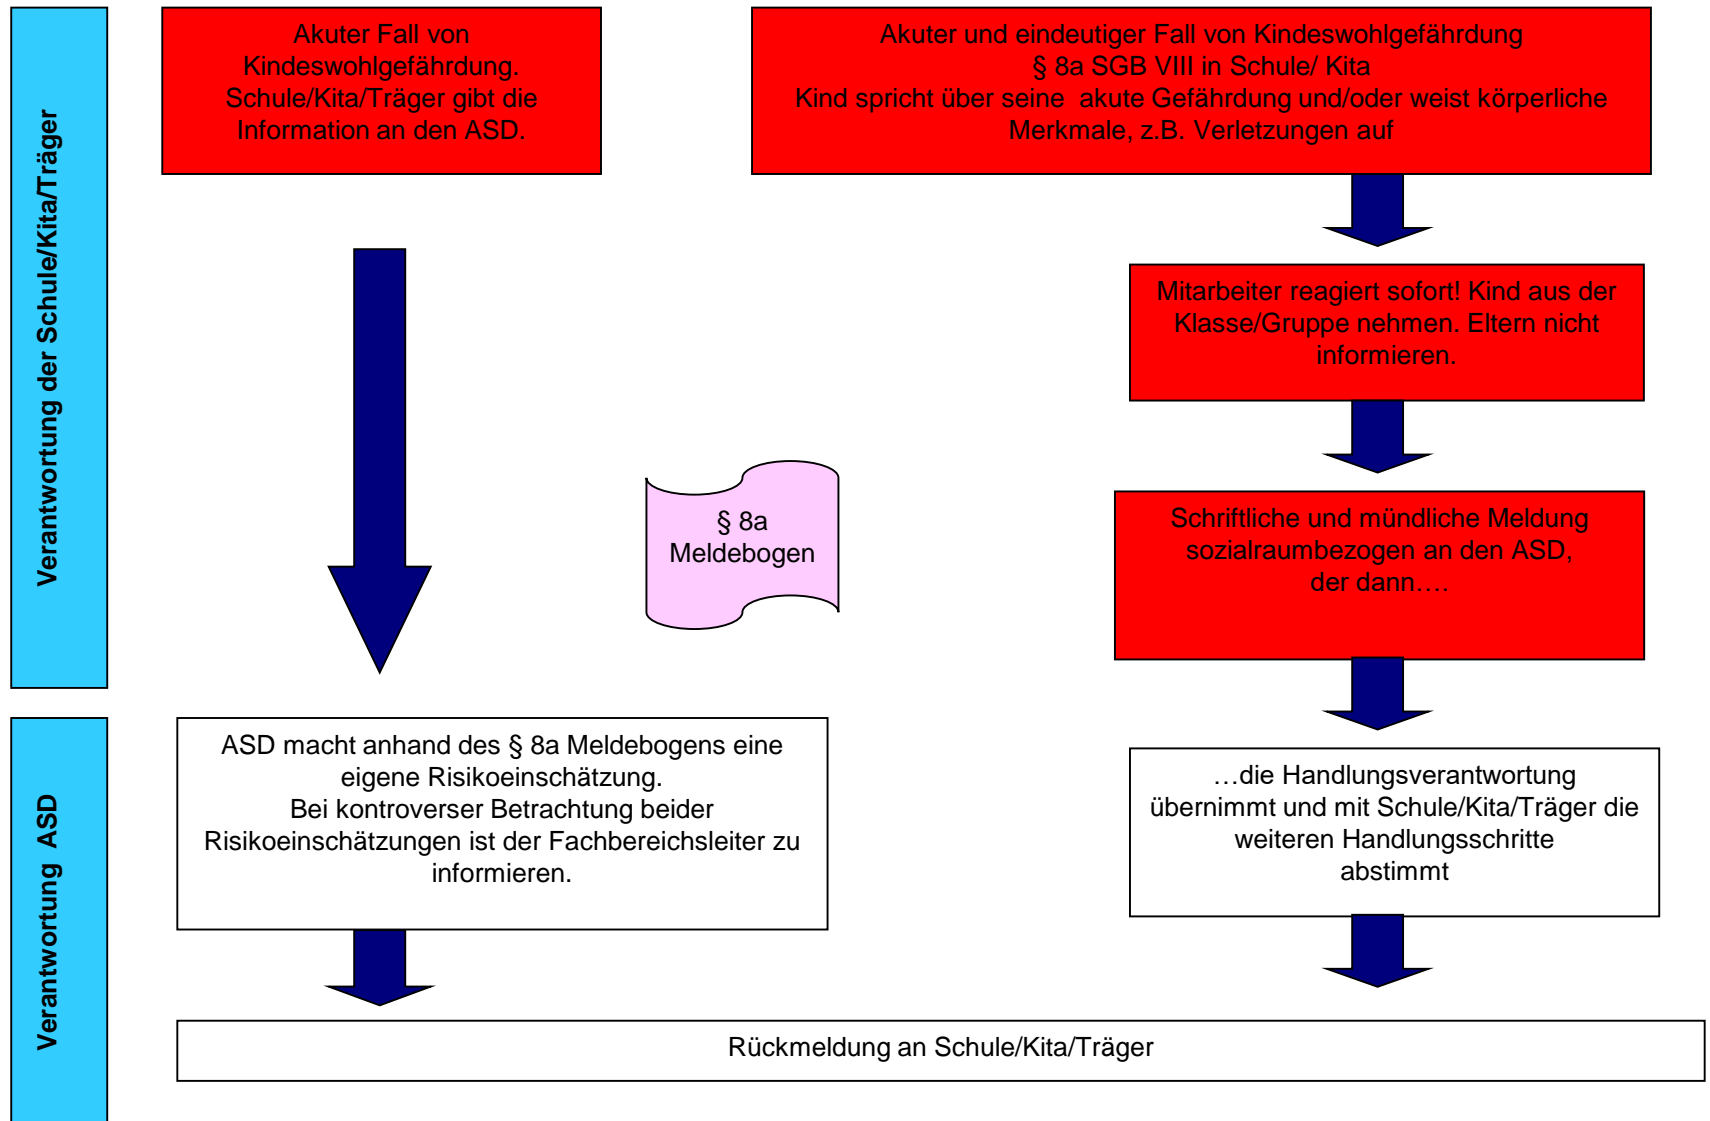 Verantwortung der Schule/Kita/Träger
Akuter Fall von
Kindeswohlgefährdung.
Schule/Kita/Träger gibt die
Information an den ASD.
Akuter und eindeutiger Fall von Kindeswohlgefährdung
§ 8a SGB VIII in Schule/ Kita
Kind spricht über seine akute Gefährdung und/oder weist körperliche
Merkmale, z.B. Verletzungen auf
Mitarbeiter reagiert sofort! Kind aus der
Klasse/Gruppe nehmen. Eltern nicht
informieren.
§ 8a
Meldebogen
Schriftliche und mündliche Meldung
sozialraumbezogen an den ASD,
der dann….
Verantwortung ASD
ASD macht anhand des § 8a Meldebogens eine
eigene Risikoeinschätzung.
Bei kontroverser Betrachtung beider
Risikoeinschätzungen ist der Fachbereichsleiter zu
informieren.
…die Handlungsverantwortung
übernimmt und mit Schule/Kita/Träger die
weiteren Handlungsschritte
abstimmt
Rückmeldung an Schule/Kita/Träger